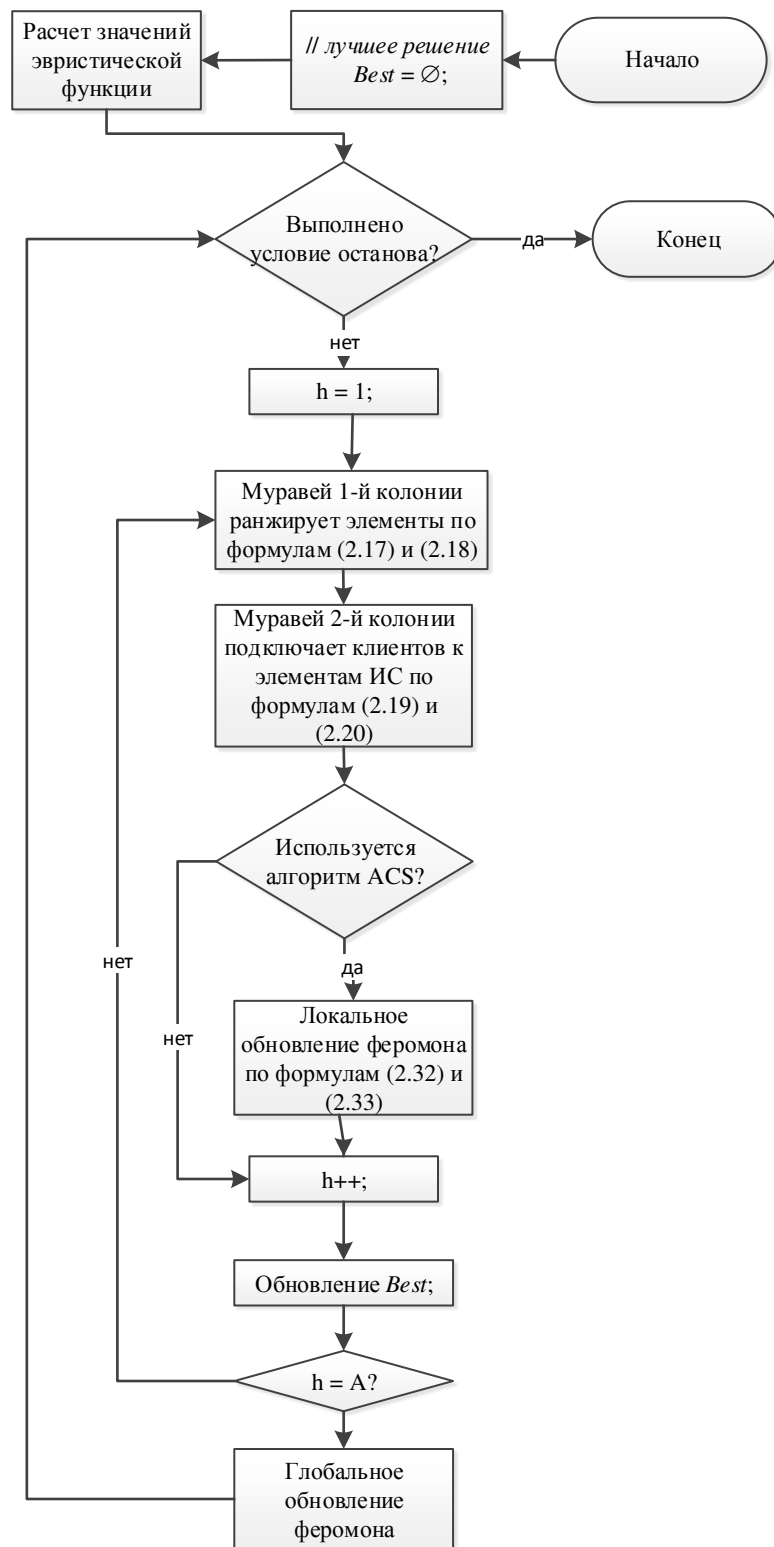 Начало
// лучшее решение
Best = ∅;
Расчет значений
эвристической
функции
Выполнено
условие останова?
да
Конец
нет
h = 1;
Муравей 1-й колонии
ранжирует элементы по
формулам (2.17) и (2.18)
Муравей 2-й колонии
подключает клиентов к
элементам ИС по
формулам (2.19) и
(2.20)
Используется
алгоритм ACS?
нет
да
нет
Локальное
обновление феромона
по формулам (2.32) и
(2.33)
h++;
Обновление Best;
h = A?
Глобальное
обновление
феромона